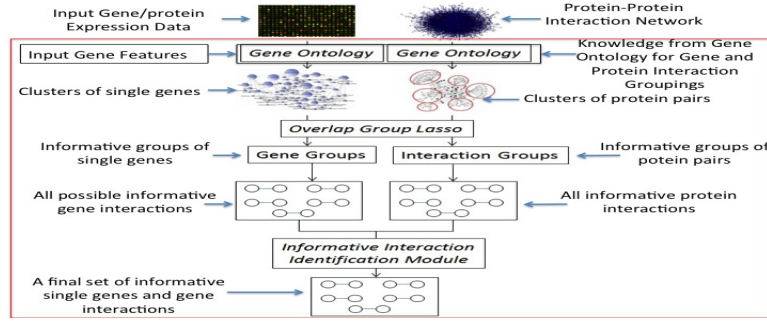 Input Gene/protein
Expression Data
Protein-Protein
Interaction Network
Input Gene Features
Gene Ontology
Gene Ontology
Knowledge from Gene
Ontology for Gene and
Protein Interaction
Groupings
Clusters of single genes
Clusters of protein pairs
Overlap Group Lasso
Informative groups of
single genes
Gene Groups
Interaction Groups
Informative groups of
potein pairs
All possible informative
gene interactions
All informative protein
interactions
Informative Interaction
Identification Module
A final set of informative
single genes and gene
interactions